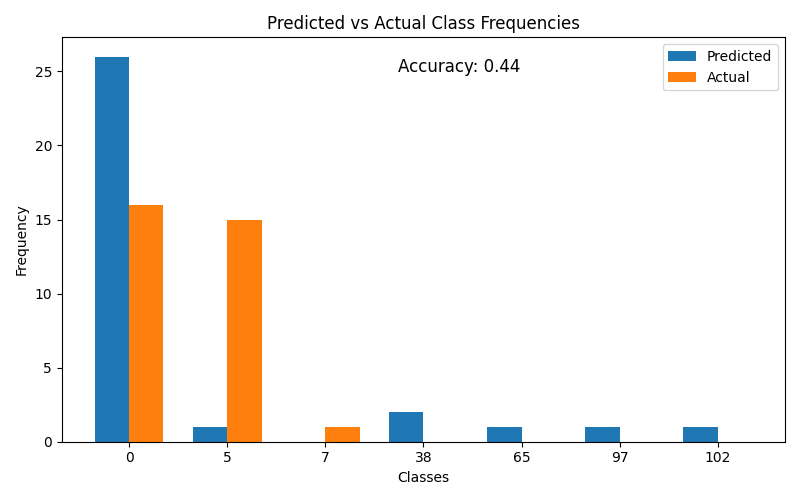 Predicted vs Actual Class Frequencies
Accuracy: 0.44
Predicted
Actual
Frequency
25
20
15
10
5
0
0 5 7 38 65 97 102
Classes